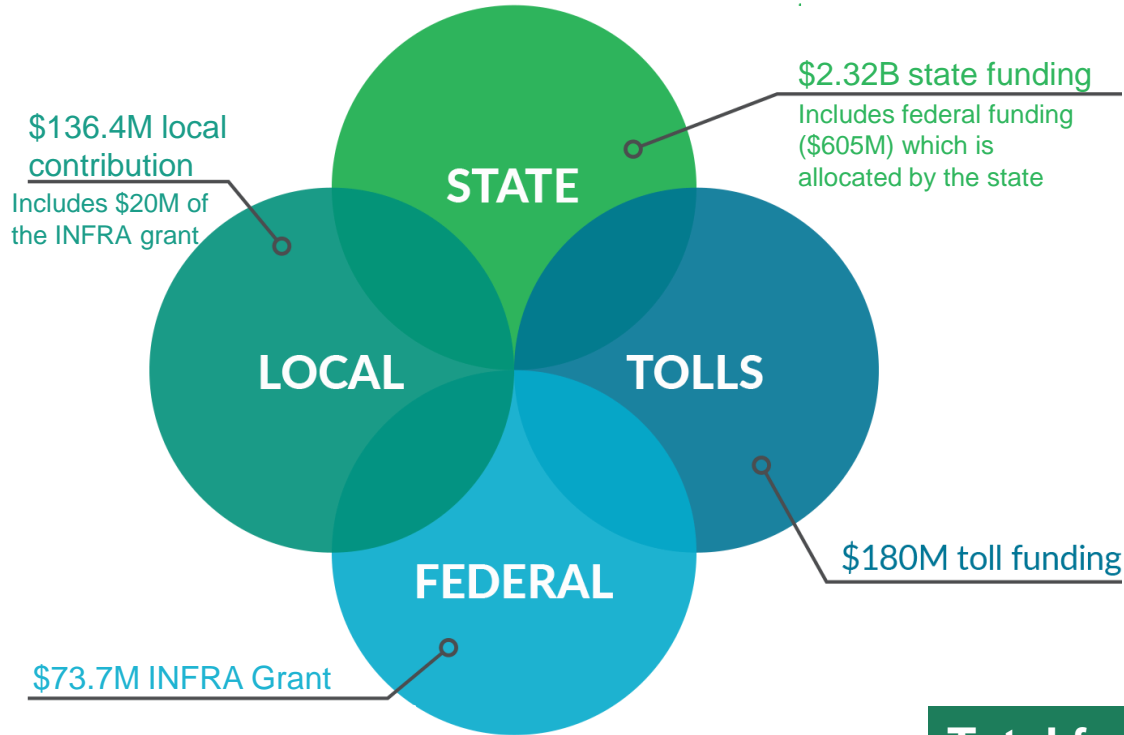 $2.32B state funding
Includes federal funding
($605M) which is
allocated by the state
$136.4M local
contribution
Includes $20M of
the INFRA grant
STATE
LOCAL
TOLLS
FEDERAL
$180M toll funding
$73.7M INFRA Grant